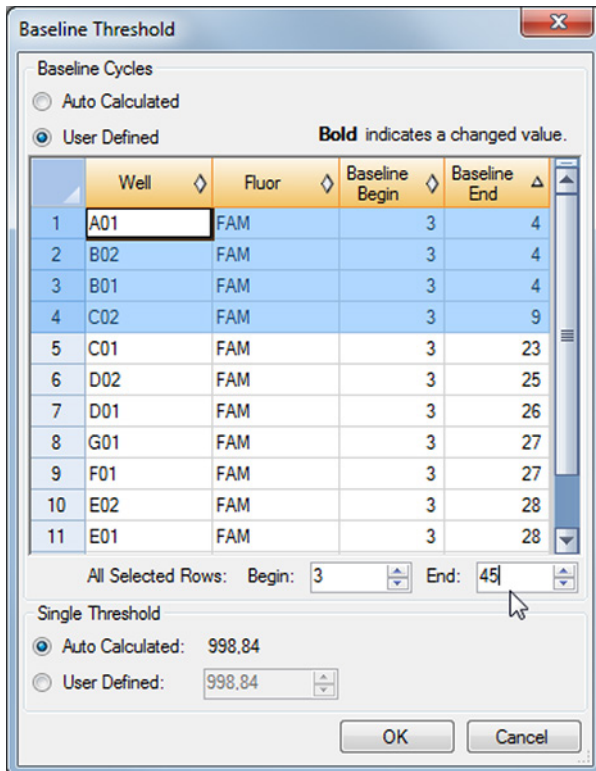 Baseline Threshold
Baseline Cycles
Auto Calculated
User Defined Bold indicates a changed value.
Well Fluor Baseline Begin Baseline End
1 A01 FAM 3 4
2 B02 FAM 3 4
3 B01 FAM 3 4
4 C02 FAM 3 9
5 C01 FAM 3 23
6 D02 FAM 3 25
7 D01 FAM 3 26
8 G01 FAM 3 27
9 F01 FAM 3 27
10 E02 FAM 3 28
11 E01 FAM 3 28
All Selected Rows: Begin: 3 End: 45
Single Threshold
Auto Calculated: 998,84
User Defined: 998,84
OK Cancel